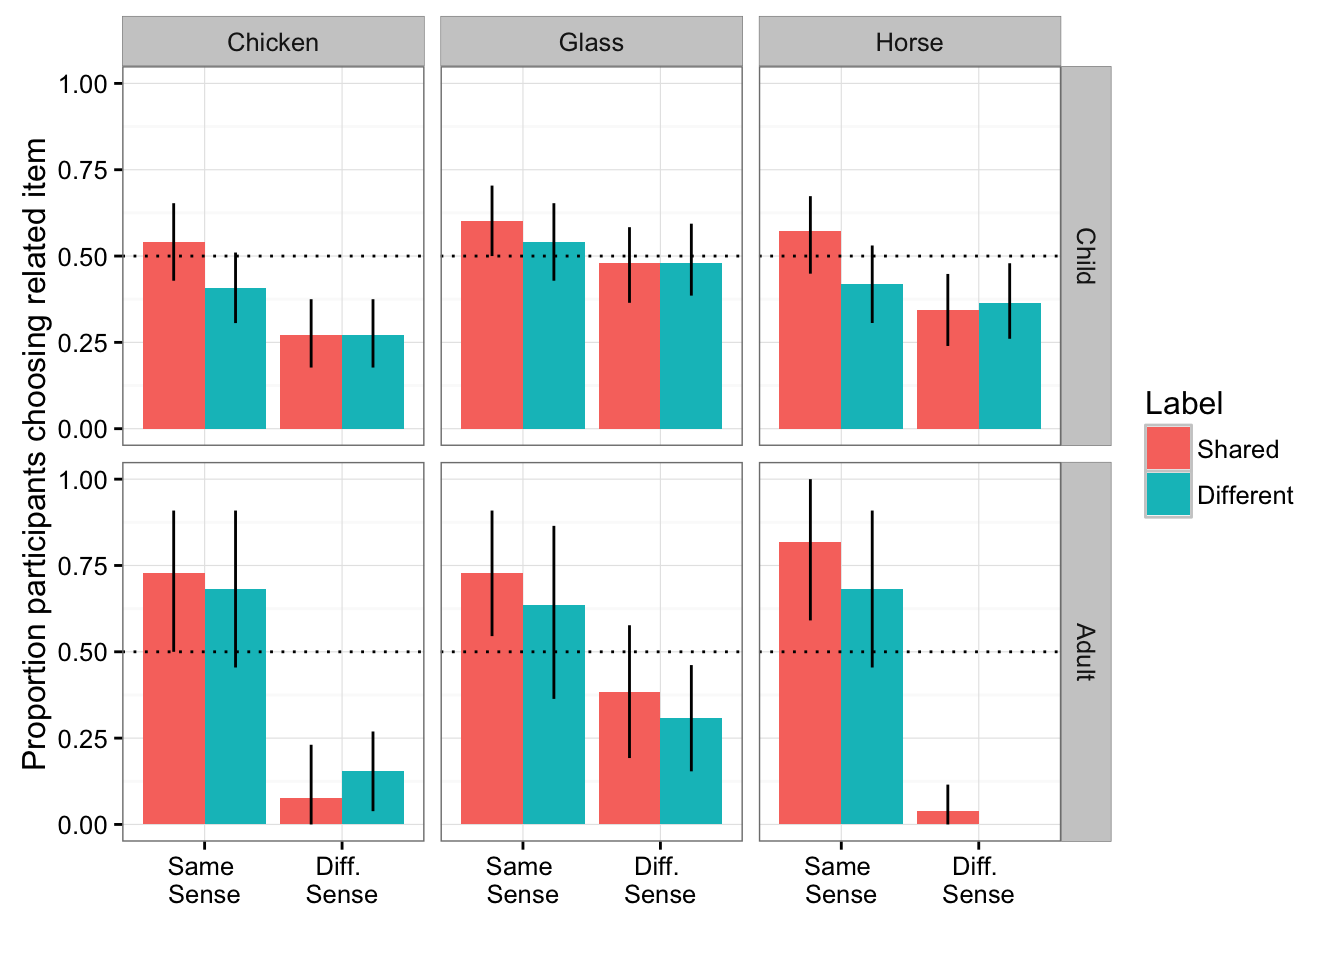 Chicken
Glass
Horse
Proportion participants choosing related item
1.00
0.75
0.50
0.25
0.00
Child
1.00
0.75
0.50
0.25
0.00
Adult
Same
Sense
Diff.
Sense
Same
Sense
Diff.
Sense
Same
Sense
Diff.
Sense
Label
Shared
Different